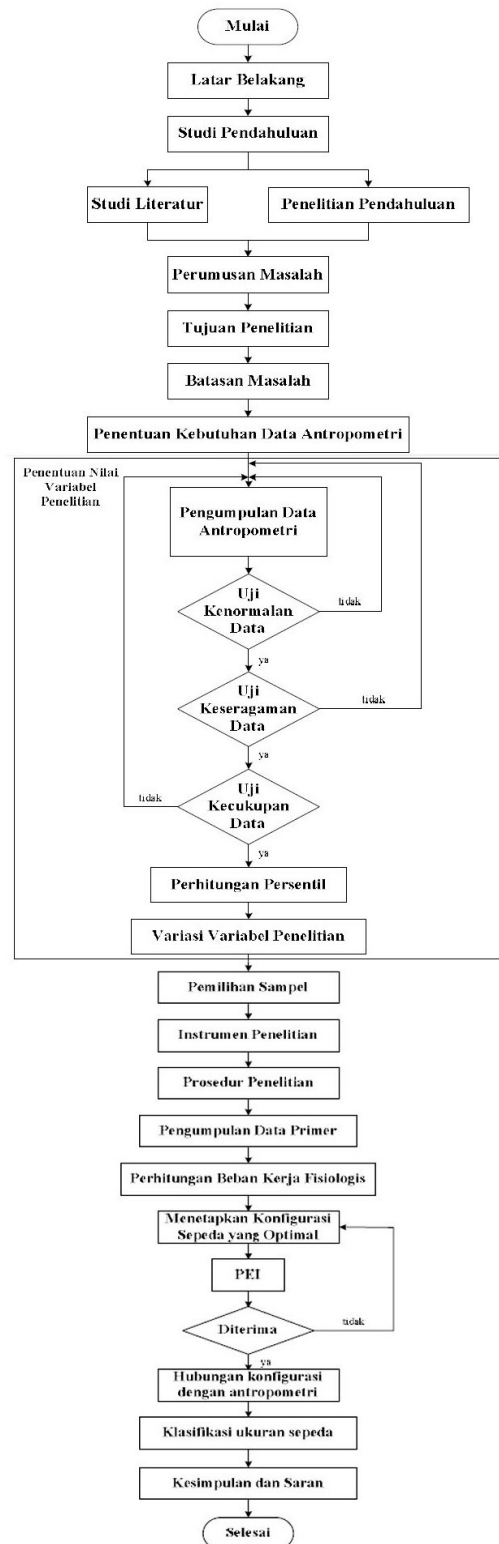 Mulai
Latar Belakang
Studi Pendahuluan
Studi Literatur
Penelitian Pendahuluan
Perumusan Masalah
Tujuan Penelitian
Batasan Masalah
Penentuan Kebutuhan Data Antropometri
Penentuan Nilai
Variabel
Penelitian
Pengumpulan Data
Antropometri
Uji
Kenormalan
Data
tidak
ya
Uji
Keseragaman
Data
tidak
ya
Uji
Kecukupan
Data
tidak
ya
Perhitungan Persentil
Variasi Variabel Penelitian
Pemilihan Sampel
Instrumen Penelitian
Prosedur Penelitian
Pengumpulan Data Primer
Perhitungan Beban Kerja Fisiologis
Menetapkan Konfigurasi
Sepeda yang Optimal
PEI
Diterima
tidak
ya
Hubungan konfigurasi
dengan antropometri
Klasifikasi ukuran sepeda
Kesimpulan dan Saran
Selesai